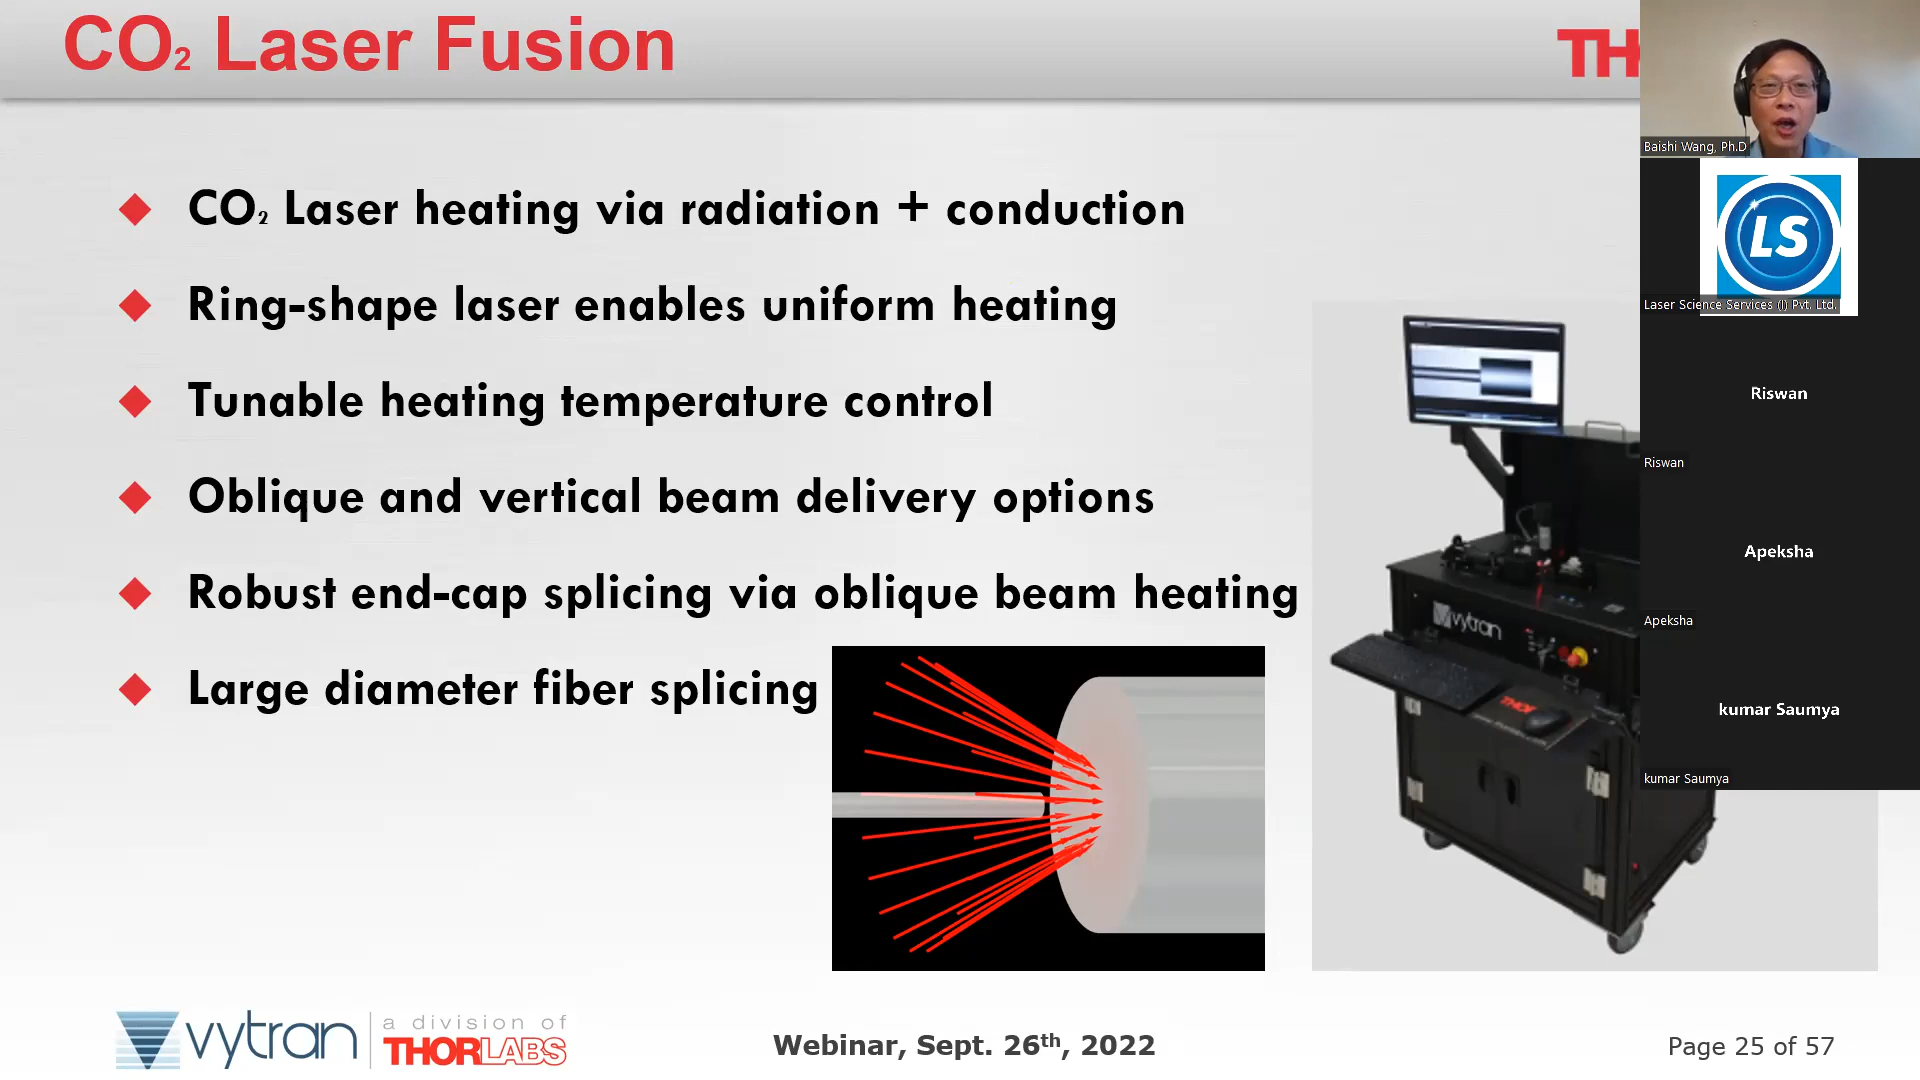 CO₂ Laser Fusion
TH
CO₂ Laser heating via radiation + conduction
Ring-shape laser enables uniform heating
Tunable heating temperature control
Oblique and vertical beam delivery options
Robust end-cap splicing via oblique beam heating
Large diameter fiber splicing
vytran
THOR
Baishi Wang, Ph.D
LS
Laser Science Services (I) Pvt. Ltd.
Riswan
Riswan
Apeksha
Apeksha
kumar Saumya
kumar Saumya
vytran
a division of
THORLABS
Webinar, Sept. 26th, 2022
Page 25 of 57